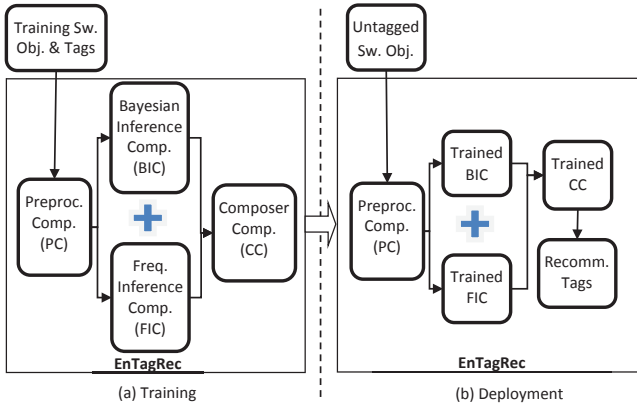 Training Sw.
Obj. & Tags
Preproc.
Comp.
(PC)
Bayesian
Inference
Comp.
(BIC)
Freq.
Inference
Comp.
(FIC)
Composer
Comp.
(CC)
EnTagRec
(a) Training
Untagged
Sw. Obj.
Preproc.
Comp.
(PC)
Trained
BIC
Trained
FIC
Trained
CC
Recomm.
Tags
EnTagRec
(b) Deployment